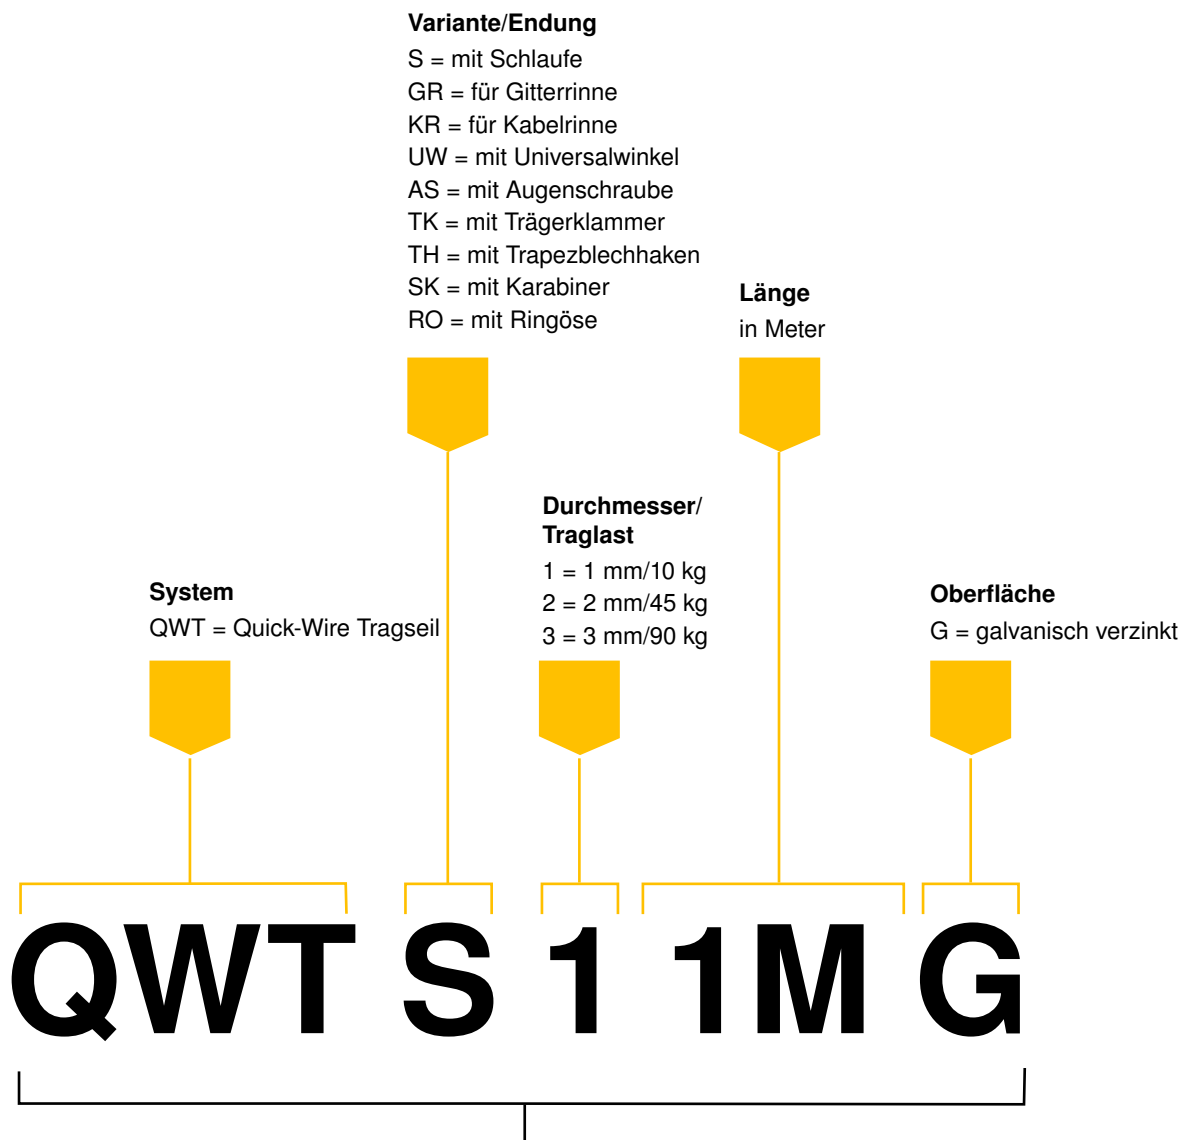 Variante/Endung
S = mit Schlaufe
GR = für Gitterrinne
KR = für Kabelrinne
UW = mit Universalwinkel
AS = mit Augenschraube
TK = mit Trägerklammer
TH = mit Trapezblechhaken
SK = mit Karabiner
RO = mit Ringöse
Länge
in Meter
Durchmesser/
Traglast
1 = 1 mm/10 kg
2 = 2 mm/45 kg
3 = 3 mm/90 kg
System
QWT = Quick-Wire Tragseil
Oberfläche
G = galvanisch verzinkt
QWT S 1 1M G